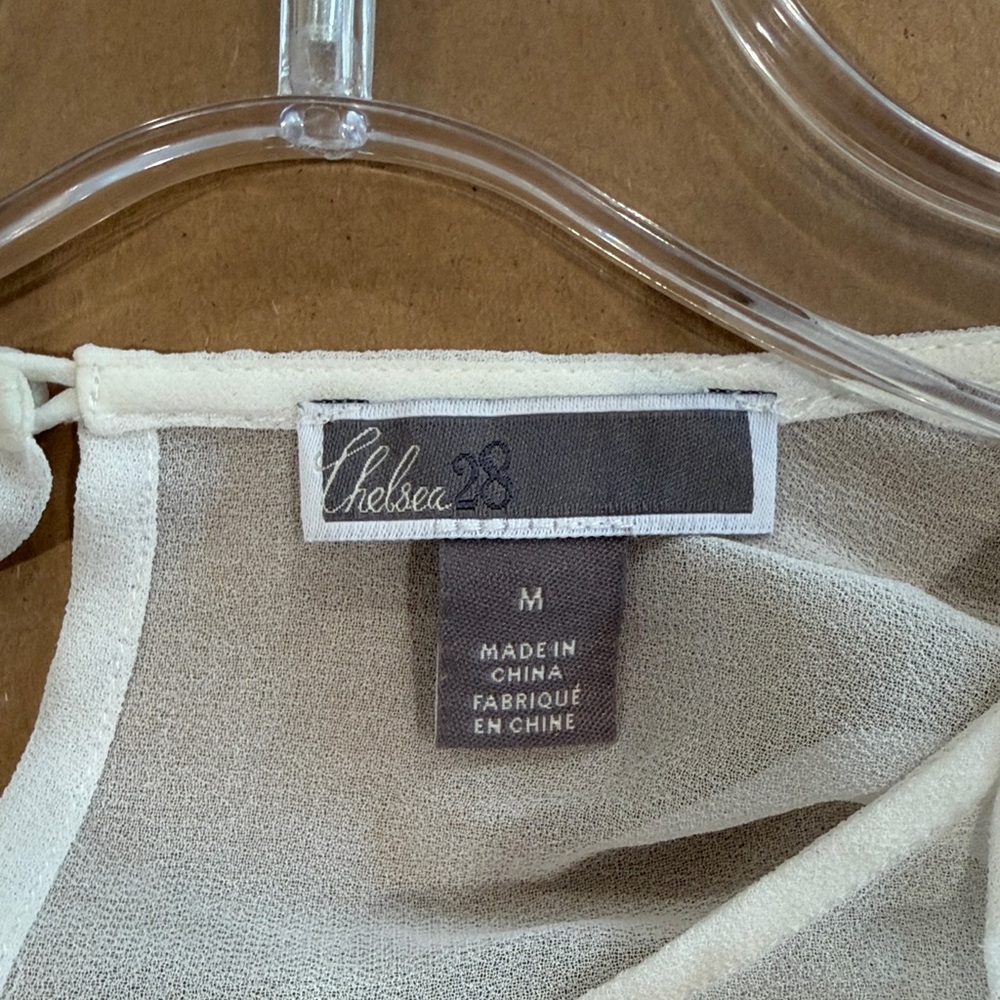 Chelsea28
M
MADE IN
CHINA
FABRIQUÉ
EN CHINE